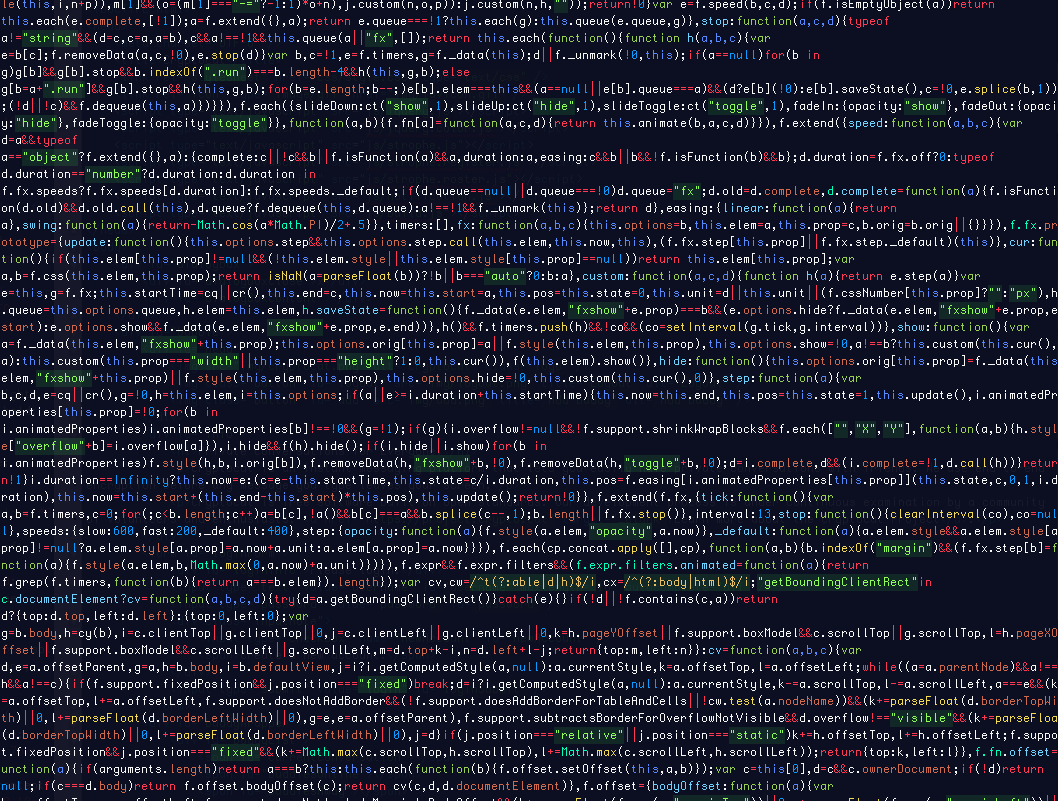 le(this,i,n+p)),m[1]&&(o=(m[1]==="-="?-1:1)*o+n),j.custom(n,o,p)):j.custom(n,h,""));return!0}var e=f.speed(b,c,d);if(f.isEmptyObject(a))return
this.each(e.complete,[!1]);a=f.extend({},a);return e.queue===!1?this.each(g):this.queue(e.queue,g)},stop:function(a,c,d){typeof
a!="string"&&(d=c,c=a,a=b),c&&a!==!1&&this.queue(a||"fx",[]);return this.each(function(){function h(a,b,c){var
e=b[c];f.removeData(a,c,!0),e.stop(d)}var b,c=!1,e=f.timers,g=f._data(this);d||f._unmark(!0,this);if(a==null)for(b in
g)g[b]&&g[b].stop&&b.indexOf(".run")===b.length-4&&h(this,g,b);else
g[b=a+".run"]&&g[b].stop&&h(this,g,b);for(b=e.length;b--;)e[b].elem===this&&(a==null||e[b].queue===a)&&(d?e[b](!0):e[b].saveState(),c=!0,e.splice(b,1))
;(!d||!c)&&f.dequeue(this,a)})}}),f.each({slideDown:ct("show",1),slideUp:ct("hide",1),slideToggle:ct("toggle",1),fadeIn:{opacity:"show"},fadeOut:{opaci
ty:"hide"},fadeToggle:{opacity:"toggle"}},function(a,b){f.fn[a]=function(a,c,d){return this.animate(b,a,c,d)}}),f.extend({speed:function(a,b,c){var
d=a&&typeof
a=="object"?f.extend({},a):{complete:c||!c&&b||f.isFunction(a)&&a,duration:a,easing:c&&b||b&&!f.isFunction(b)&&b};d.duration=f.fx.off?0:typeof
d.duration=="number"?d.duration:d.duration in
f.fx.speeds?f.fx.speeds[d.duration]:f.fx.speeds._default;if(d.queue==null||d.queue===!0)d.queue="fx";d.old=d.complete,d.complete=function(a){f.isFuncti
on(d.old)&&d.old.call(this),d.queue?f.dequeue(this,d.queue):a!==!1&&f._unmark(this)};return d},easing:{linear:function(a){return
a},swing:function(a){return-Math.cos(a*Math.PI)/2+.5}},timers:[],fx:function(a,b,c){this.options=b,this.elem=a,this.prop=c,b.orig=b.orig||{}}}),f.fx.pr
ototype={update:function(){this.options.step&&this.options.step.call(this.elem,this.now,this),(f.fx.step[this.prop]||f.fx.step._default)(this)},cur:fun
ction(){if(this.elem[this.prop]!=null&&(!this.elem.style||this.elem.style[this.prop]==null))return this.elem[this.prop];var
a,b=f.css(this.elem,this.prop);return isNaN(a=parseFloat(b))?!b||b==="auto"?0:b:a},custom:function(a,c,d){function h(a){return e.step(a)}var
e=this,g=f.fx;this.startTime=cq||cr(),this.end=c,this.now=this.start=a,this.pos=this.state=0,this.unit=d||this.unit||(f.cssNumber[this.prop]?"":"px"),h
.queue=this.options.queue,h.elem=this.elem,h.saveState=function(){f._data(e.elem,"fxshow"+e.prop)===b&&(e.options.hide?f._data(e.elem,"fxshow"+e.prop,e
start):e.options.show&&f._data(e.elem,"fxshow"+e.prop,e.end))},h()&&f.timers.push(h)&&!co&&(co=setInterval(g.tick,g.interval))},show:function(){var
a=f._data(this.elem,"fxshow"+this.prop);this.options.orig[this.prop]=a||f.style(this.elem,this.prop),this.options.show=!0,a!==b?this.custom(this.cur(),
a):this.custom(this.prop==="width"||this.prop==="height"?1:0,this.cur()),f(this.elem).show()},hide:function(){this.options.orig[this.prop]=f._data(this
elem,"fxshow"+this.prop)||f.style(this.elem,this.prop),this.options.hide=!0,this.custom(this.cur(),0)},step:function(a){var
b,c,d,e=cq||cr(),g=!0,h=this.elem,i=this.options;if(a||e>=i.duration+this.startTime){this.now=this.end,this.pos=this.state=1,this.update(),i.animatedPr
operties[this.prop]=!0;for(b in
i.animatedProperties)i.animatedProperties[b]!==!0&&(g=!1);if(g){i.overflow!=null&&!f.support.shrinkWrapBlocks&&f.each(["","X","Y"],function(a,b){h.styl
e["overflow"+b]=i.overflow[a]}),i.hide&&f(h).hide();if(i.hide||i.show)for(b in
i.animatedProperties)f.style(h,b,i.orig[b]),f.removeData(h,"fxshow"+b,!0),f.removeData(h,"toggle"+b,!0);d=i.complete,d&&(i.complete=!1,d.call(h))}retur
n!1}i.duration==Infinity?this.now=e:(c=e-this.startTime,this.state=c/i.duration,this.pos=f.easing[i.animatedProperties[this.prop]](this.state,c,0,1,i.d
uration),this.now=this.start+(this.end-this.start)*this.pos),this.update();return!0}},f.extend(f.fx,{tick:function(){var
a,b=f.timers,c=0;for(;c<b.length;c++)a=b[c],!a()&&b[c]===a&&b.splice(c--,1);b.length||f.fx.stop()},interval:13,stop:function(){clearInterval(co),co=nul
l},speeds:{slow:600,fast:200,_default:400},step:{opacity:function(a){f.style(a.elem,"opacity",a.now)},_default:function(a){a.elem.style&&a.elem.style[a
prop]!=null?a.elem.style[a.prop]=a.now+a.unit:a.elem[a.prop]=a.now}}}),f.each(cp.concat.apply([],cp),function(a,b){b.indexOf("margin")&&(f.fx.step[b]=f
unction(a){f.style(a.elem,b,Math.max(0,a.now)+a.unit)})}),f.expr&&f.expr.filters&&(f.expr.filters.animated=function(a){return
f.grep(f.timers,function(b){return a===b.elem}).length});var cv,cw=/^t(?:able|d|h)$/i,cx=/^(?:body|html)$/i;"getBoundingClientRect"in
c.documentElement?cv=function(a,b,c,d){try{d=a.getBoundingClientRect()}catch(e){}if(!d||!f.contains(c,a))return
d?{top:d.top,left:d.left}:{top:0,left:0};var
g=b.body,h=cy(b),i=c.clientTop||g.clientTop||0,j=c.clientLeft||g.clientLeft||0,k=h.pageYOffset||f.support.boxModel&&c.scrollTop||g.scrollTop,l=h.pageXO
ffset||f.support.boxModel&&c.scrollLeft||g.scrollLeft,m=d.top+k-i,n=d.left+l-j;return{top:m,left:n}}:cv=function(a,b,c){var
d,e=a.offsetParent,g=a,h=b.body,i=b.defaultView,j=i?i.getComputedStyle(a,null):a.currentStyle,k=a.offsetTop,l=a.offsetLeft;while((a=a.parentNode)&&a!==
h&&a!==c){if(f.support.fixedPosition&&j.position==="fixed")break;d=i?i.getComputedStyle(a,null):a.currentStyle,k-=a.scrollTop,l-=a.scrollLeft,a===e&&(k
+=a.offsetTop,l+=a.offsetLeft,f.support.doesNotAddBorder&&(!f.support.doesAddBorderForTableAndCells||!cw.test(a.nodeName))&&(k+=parseFloat(d.borderTopW
idth)||0,l+=parseFloat(d.borderLeftWidth)||0),g=e,e=a.offsetParent),f.support.subtractsBorderForOverflowNotVisible&&d.overflow!=="visible"&&(k+=parseFl
oat(d.borderTopWidth)||0,l+=parseFloat(d.borderLeftWidth)||0),j=d}if(j.position==="relative"||j.position==="static")k+=h.offsetTop,l+=h.offsetLeft;f.su
pport.fixedPosition&&j.position==="fixed"&&(k+=Math.max(c.scrollTop,h.scrollTop),l+=Math.max(c.scrollLeft,h.scrollLeft));return{top:k,left:l}},f.fn.offset=
function(a){if(arguments.length)return a===b?this:this.each(function(b){f.offset.setOffset(this,a,b)});var c=this[0],d=c&&c.ownerDocument;if(!d)return
null;if(c===d.body)return f.offset.bodyOffset(c);return cv(c,d,d.documentElement)},f.offset={bodyOffset:function(a){var